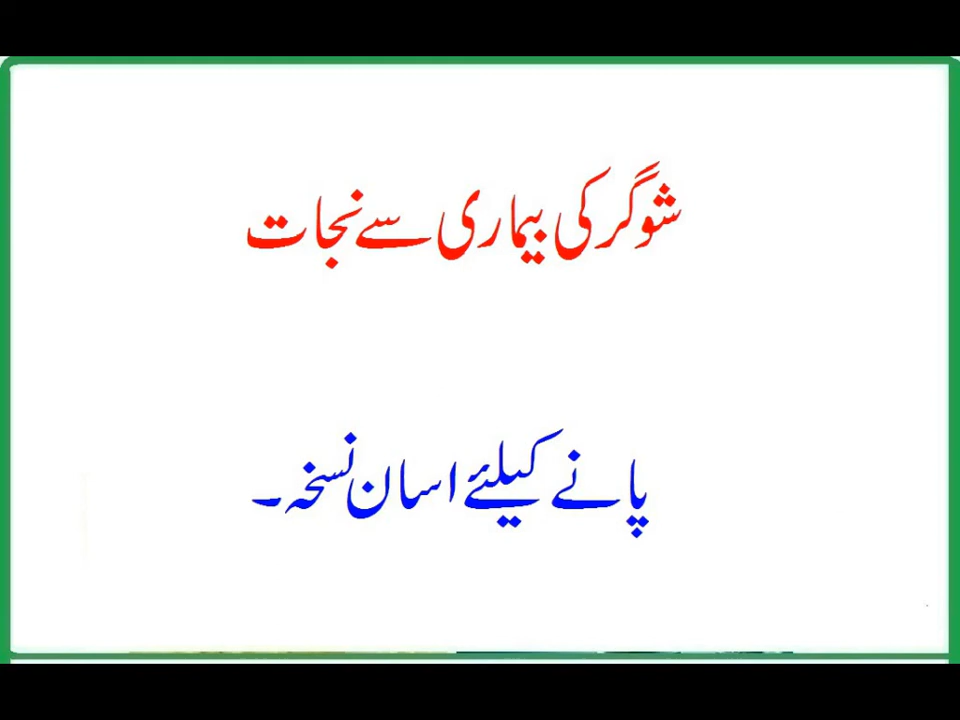 شوگر کی بیماری سے نجات
پانے کیلئے اسان نسخہ۔